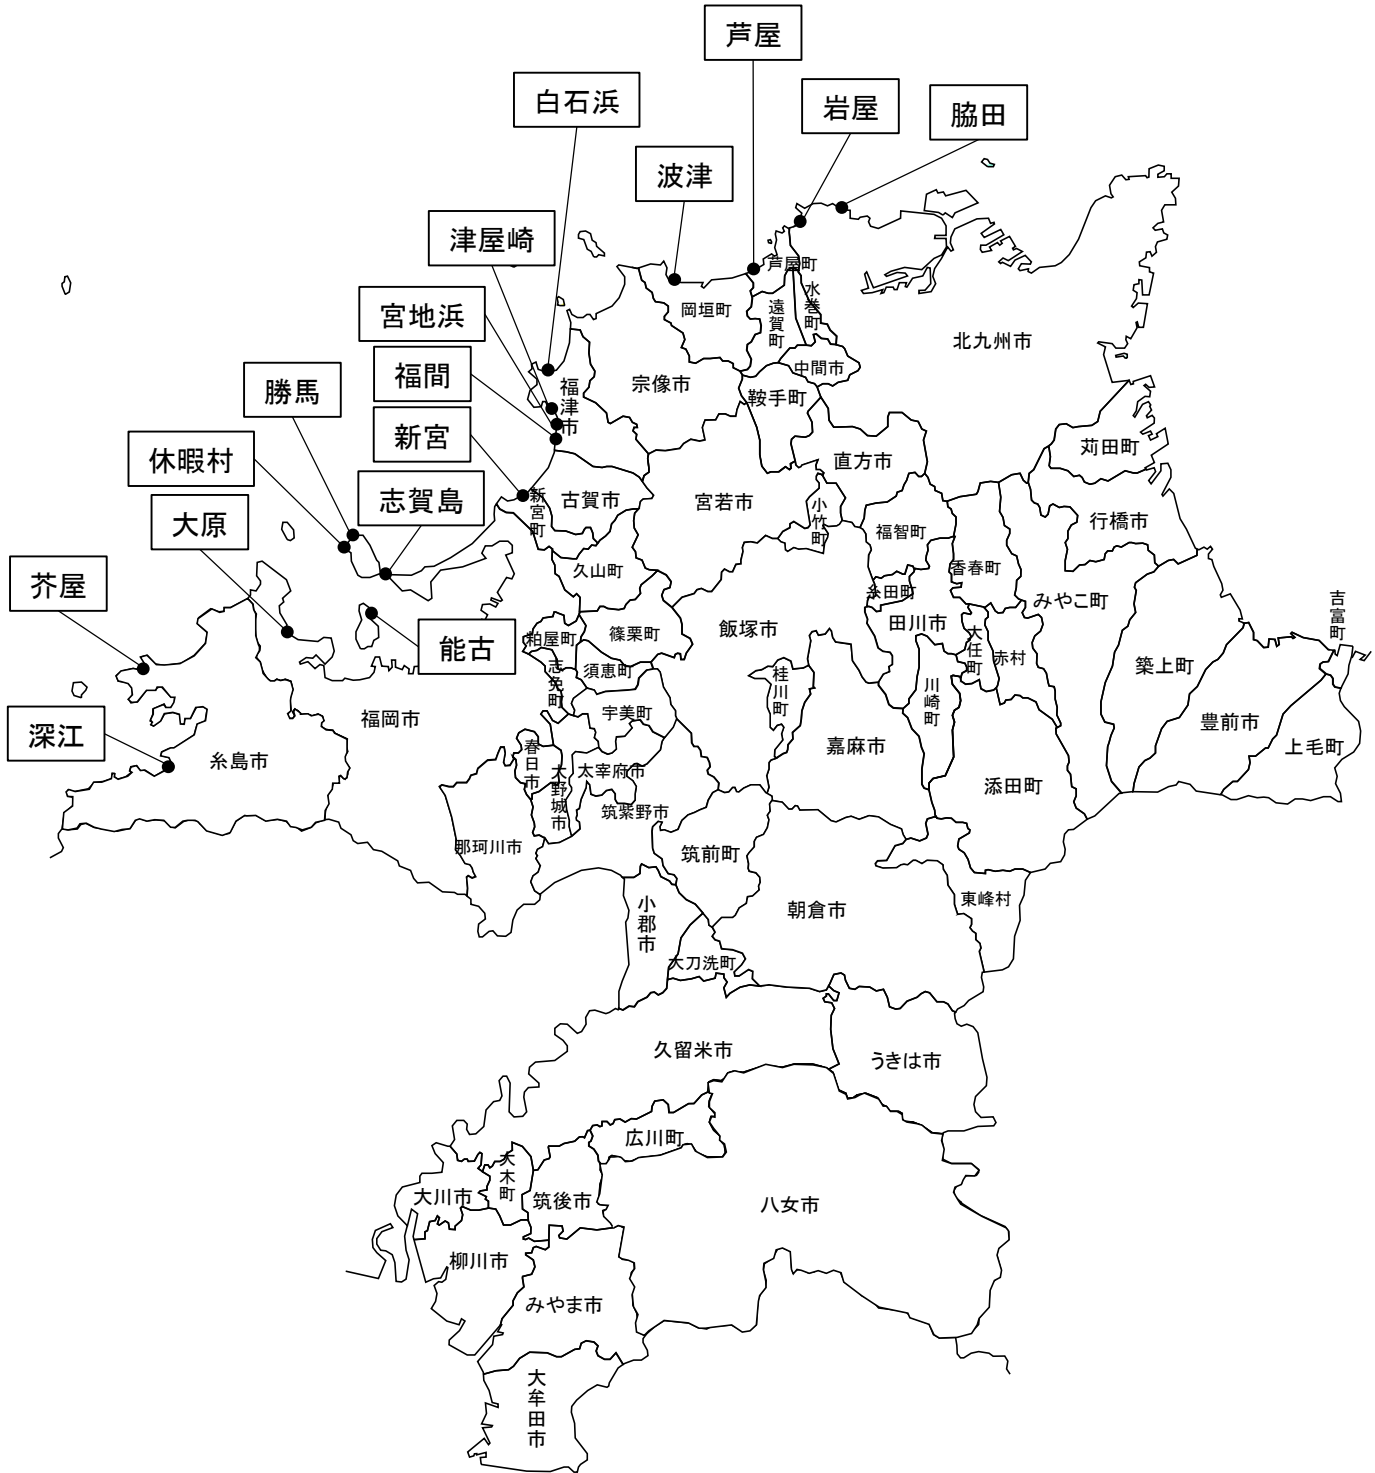 芦屋
白石浜
岩屋
脇田
波津
津屋崎
宮地浜
福間
勝馬
新宮
休暇村
志賀島
大原
芥屋
能古
深江
芦屋町
水巻町
岡垣町
遠賀町
北九州市
中間市
宗像市
福津市
鞍手町
苅田町
直方市
古賀市
新宮町
宮若市
小竹町
行橋市
福智町
久山町
香春町
糸田町
みやこ町
吉富町
粕屋町
篠栗町
飯塚市
田川市
大任町
赤村
築上町
志免町
須恵町
桂川町
川崎町
福岡市
宇美町
豊前市
上毛町
糸島市
春日市
大野城市
太宰府市
嘉麻市
添田町
筑紫野市
那珂川市
筑前町
東峰村
小郡市
朝倉市
大刀洗町
久留米市
うきは市
広川町
大木町
大川市
筑後市
八女市
柳川市
みやま市
大牟田市